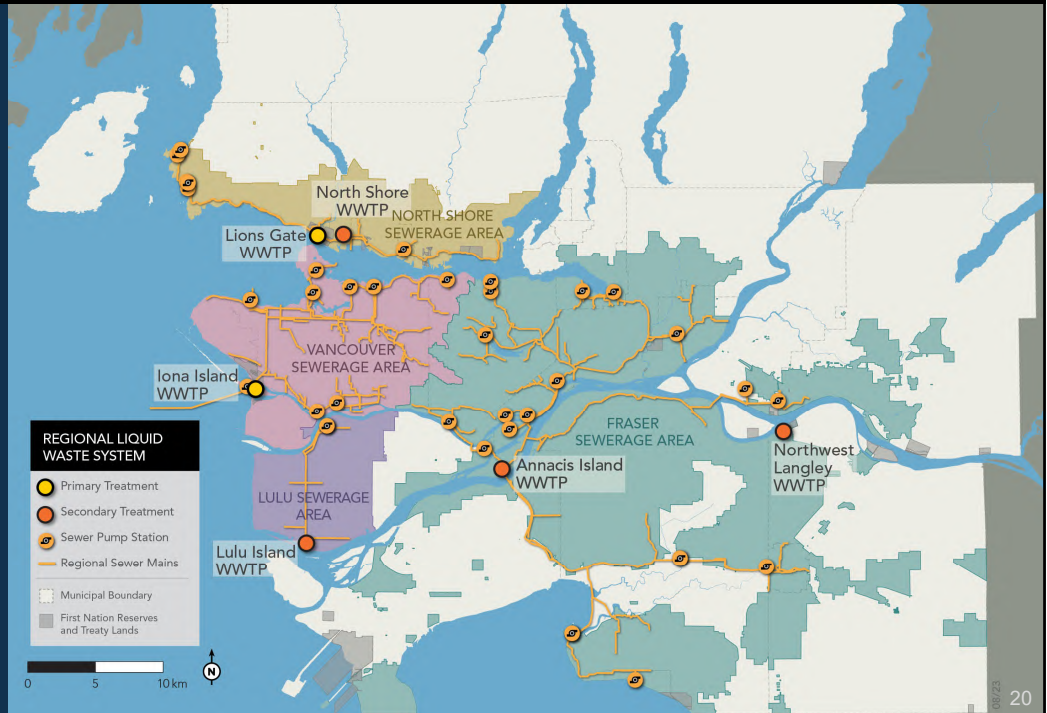 North Shore
WWTP
NORTH SHORE
SEWERAGE AREA
Lions Gate
WWTP
VANCOUVER
SEWERAGE AREA
Iona Island
WWTP
FRASER
SEWERAGE AREA
Northwest
Langley
WWTP
Annacis Island
WWTP
LULU SEWERAGE
AREA
Lulu Island
WWTP
REGIONAL LIQUID
WASTE SYSTEM
Primary Treatment
Secondary Treatment
Sewer Pump Station
Regional Sewer Mains
Municipal Boundary
First Nation Reserves
and Treaty Lands
0 5 10 km
N
08/23
20